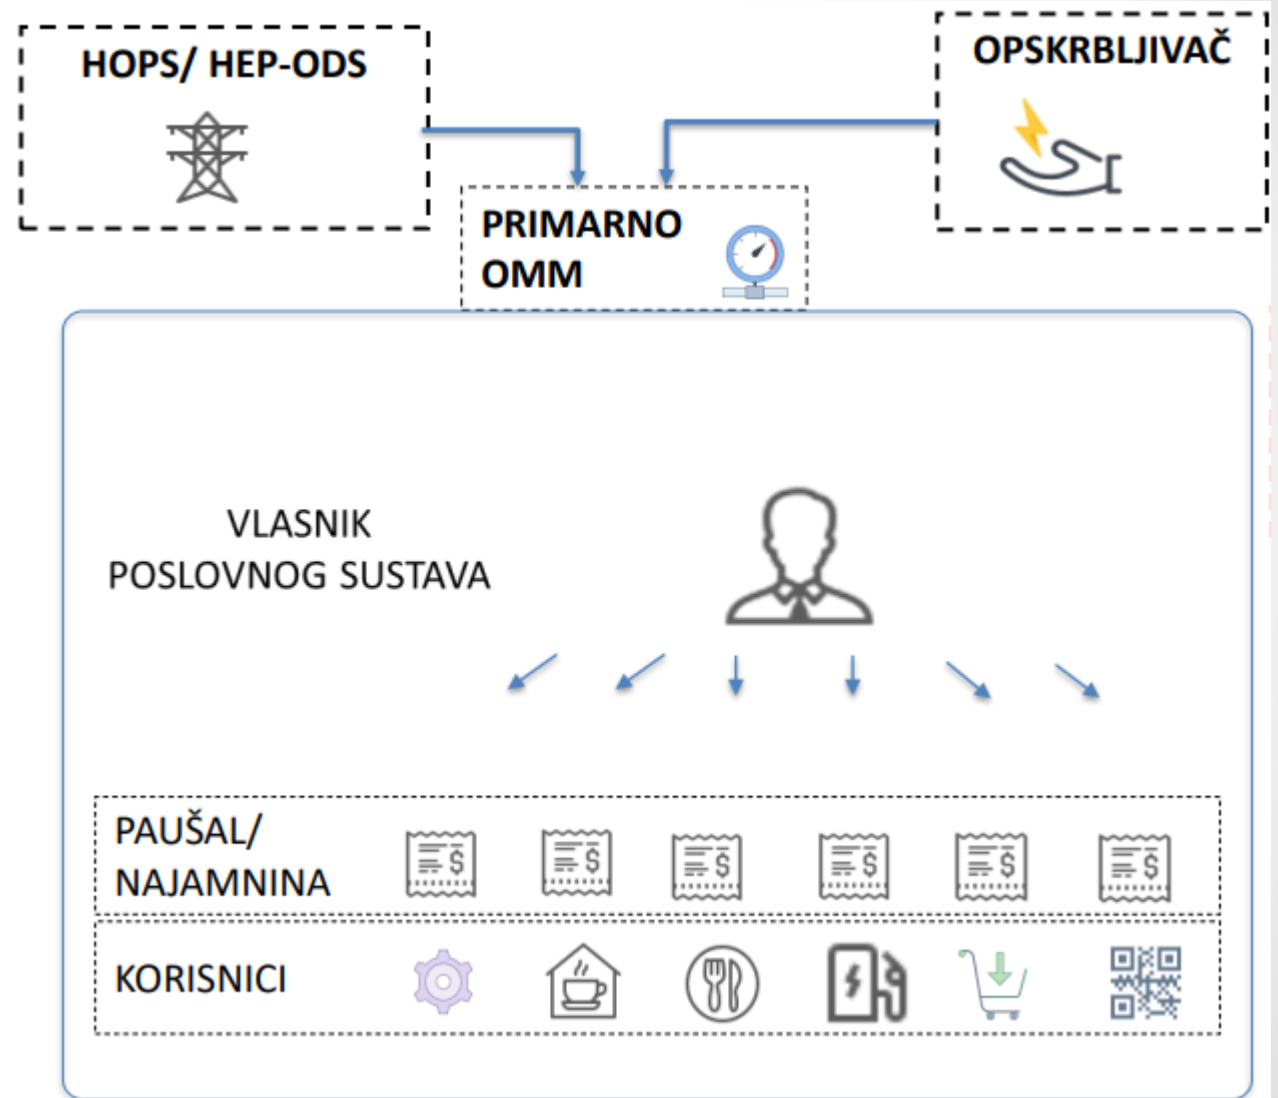 HOPS/ HEP-ODS
OPSKRBLJIVAČ
PRIMARNO
OMM
VLASNIK
POSLOVNOG SUSTAVA
PAUŠAL/
NAJAMNINA
$ $ $ $ $ $
KORISNICI